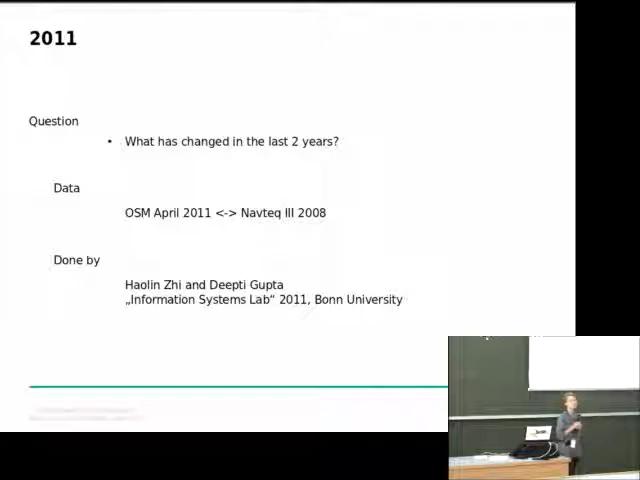 2011
Question
• What has changed in the last 2 years?
Data
OSM April 2011 <-> Navteq III 2008
Done by
Haolin Zhi and Deepti Gupta
„Information Systems Lab“ 2011, Bonn University